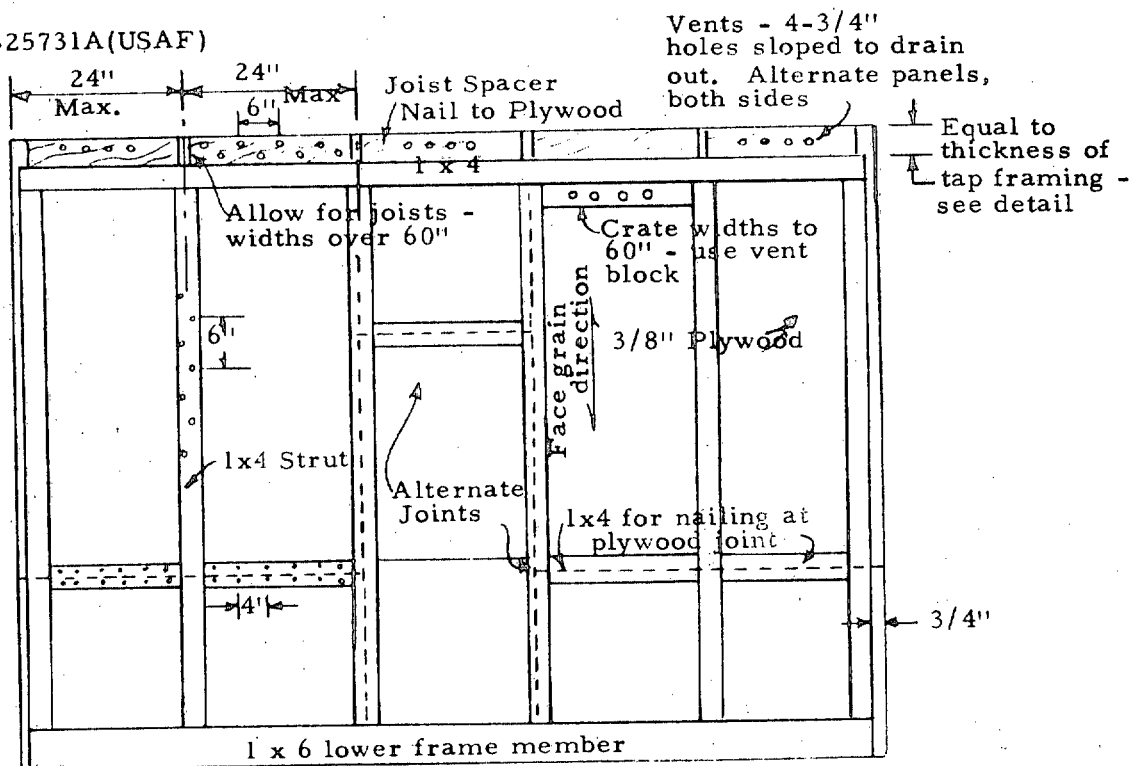 25731A(USAF)
Vents - 4-3/4"
holes sloped to drain
out. Alternate panels,
both sides
24"
Max.
24"
Max
6"
Joist Spacer
Nail to Plywood
Equal to
thickness of
tap framing -
see detail
1 x 4
Allow for joists -
widths over 60"
Crate widths to
60" - use vent
block
6"
Face grain
direction
3/8" Plywood
1x4 Strut
Alternate
Joints
1x4 for nailing at
plywood joint
4"
3/4"
1 x 6 lower frame member